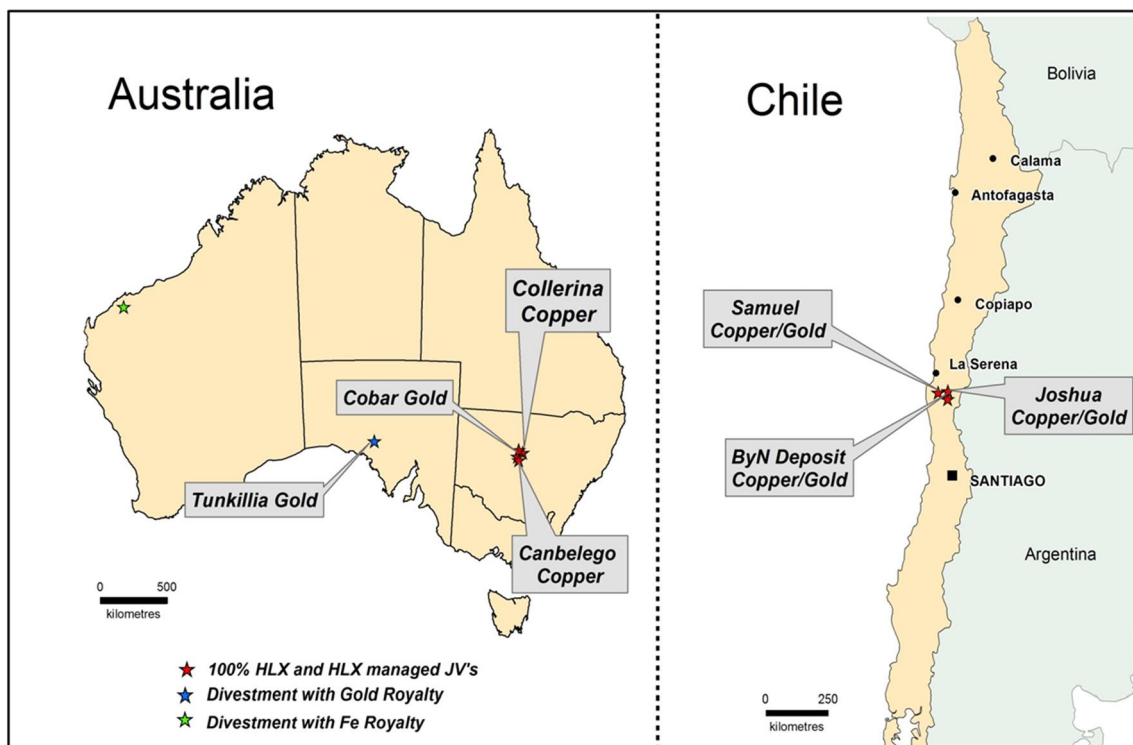 Australia
Collerina
Copper
Cobar Gold
Tunkillia Gold
Canbelego
Copper
0 500
kilometres
100% HLX and HLX managed JV's
Divestment with Gold Royalty
Divestment with Fe Royalty
Chile
Bolivia
Calama
Antofagasta
Copiapo
Samuel
Copper/Gold
La Serena
Joshua
Copper/Gold
ByN Deposit
Copper/Gold
SANTIAGO
Argentina
0 250
kilometres